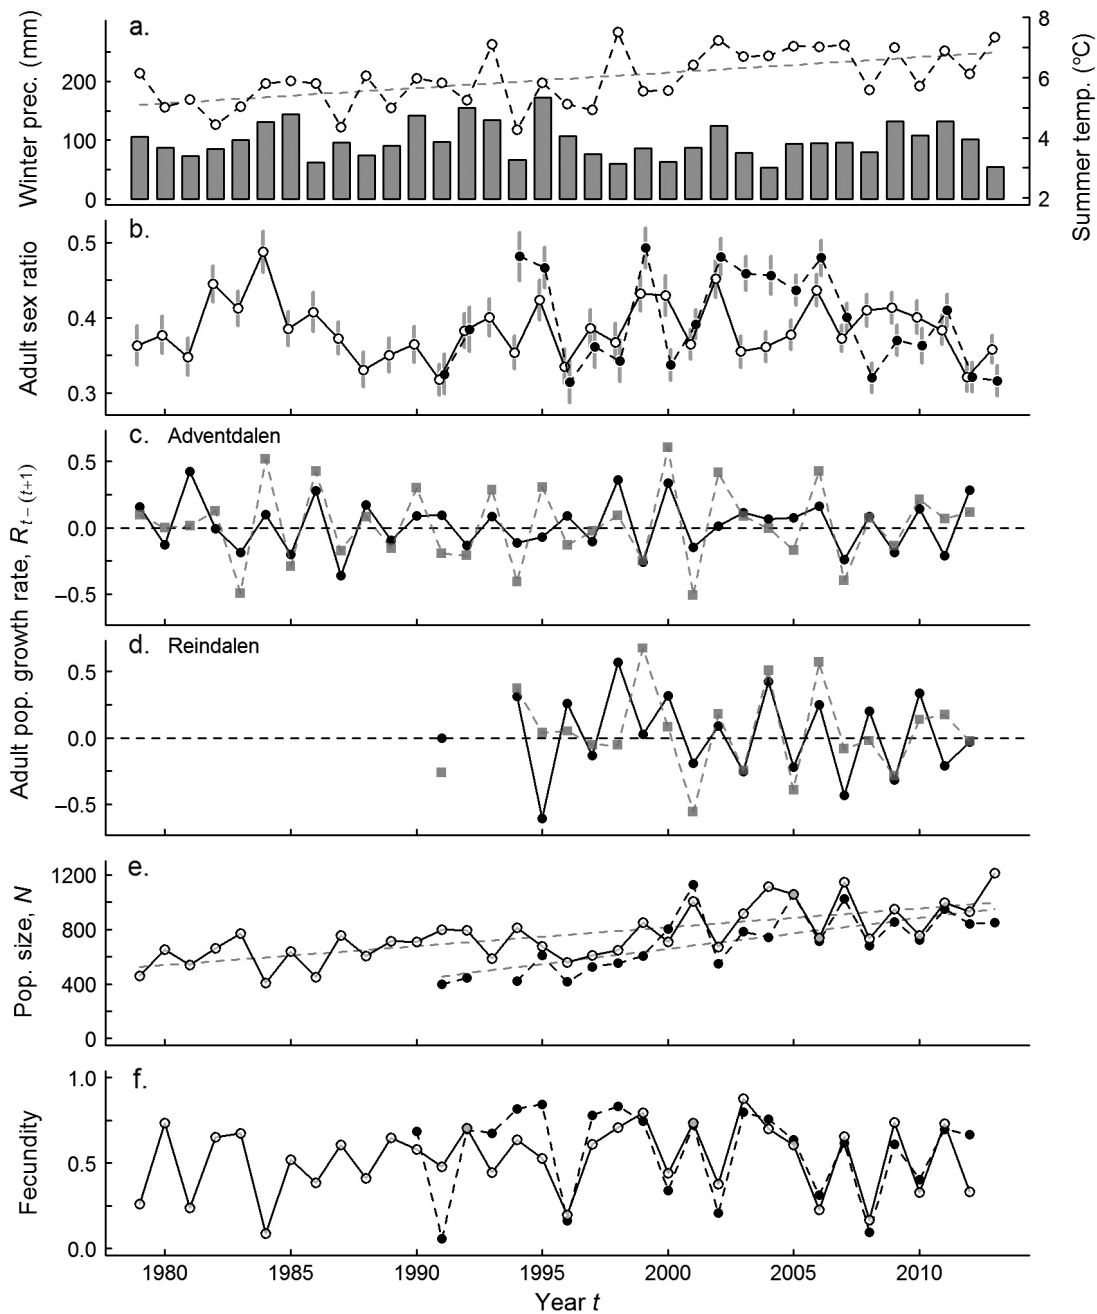 a.
Winter prec. (mm)
200
100
0
8
6
4
2
Summer temp. (°C)
b.
Adult sex ratio
0.5
0.4
0.3
c. Adventdalen
0.5
0.0
−0.5
Adult pop. growth rate, R t−(t+1)
d. Reindalen
0.5
0.0
−0.5
e.
Pop. size, N
1200
800
400
0
f.
Fecundity
1.0
0.5
0.0
1980 1985 1990 1995 2000 2005 2010
Year t